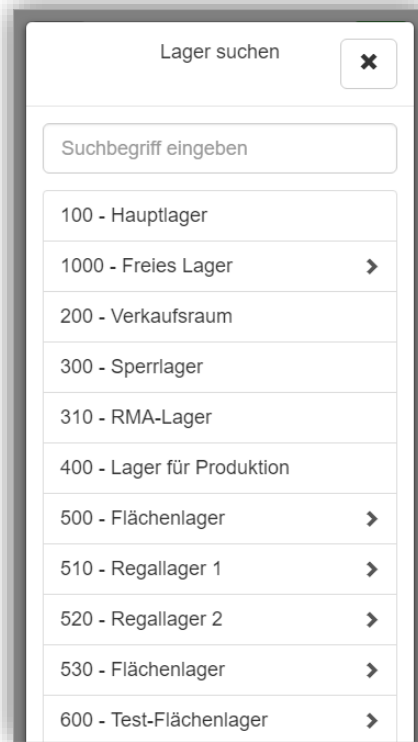 Lager suchen
Suchbegriff eingeben
100 - Hauptlager
1000 - Freies Lager
200 - Verkaufsraum
300 - Sperrlager
310 - RMA-Lager
400 - Lager für Produktion
500 - Flächenlager
510 - Regallager 1
520 - Regallager 2
530 - Flächenlager
600 - Test-Flächenlager